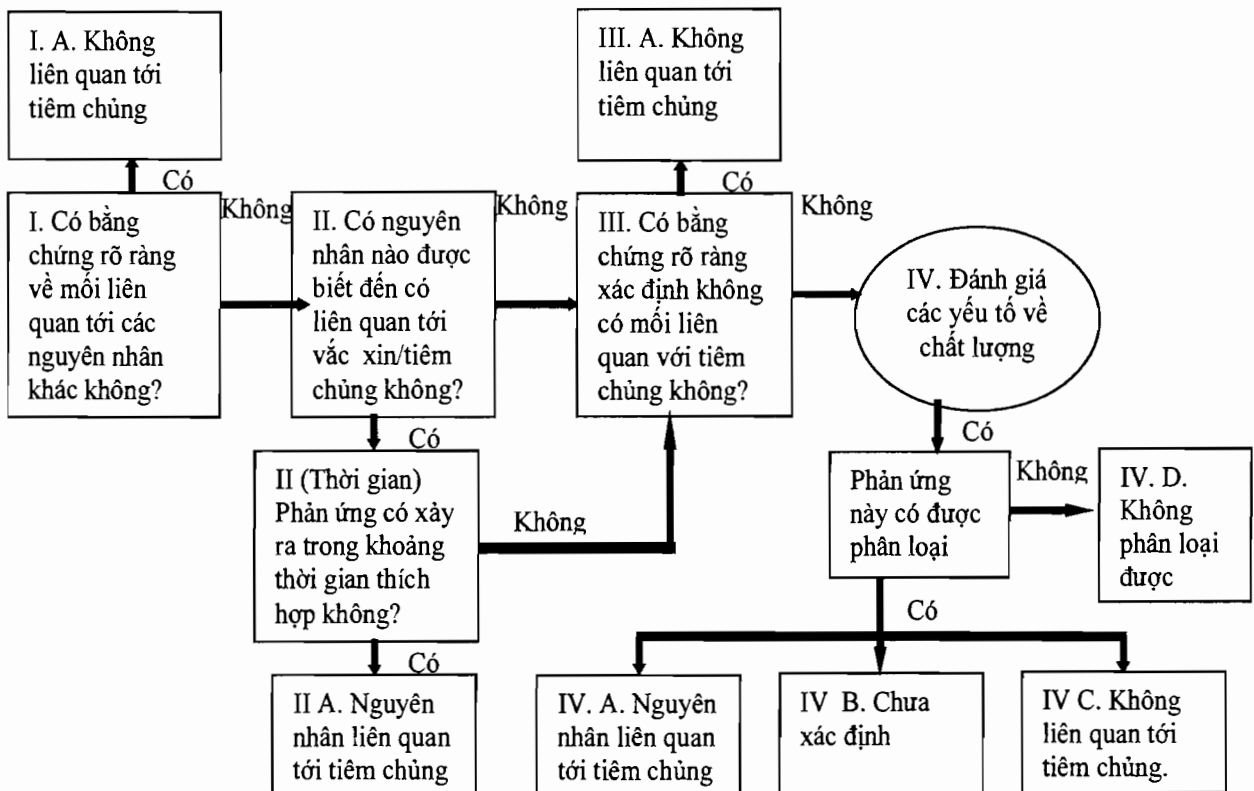 I. A. Không
liên quan tới
tiêm chủng
III. A. Không
liên quan tới
tiêm chủng
Có
Có
I. Có bằng
chứng rõ ràng
về mối liên
quan tới các
nguyên nhân
khác không?
Không
II. Có nguyên
nhân nào được
biết đến có
liên quan tới
vắc xin/tiêm
chủng không?
Không
III. Có bằng
chứng rõ ràng
xác định không
có mối liên
quan với tiêm
chủng không?
Không
IV. Đánh giá
các yếu tố về
chất lượng
Có
Có
II (Thời gian)
Phản ứng có xảy
ra trong khoảng
thời gian thích
hợp không?
Không
Phản ứng
này có được
phân loại
Không
IV. D.
Không
phân loại
được
Có
Có
II A. Nguyên
nhân liên quan
tới tiêm chủng
IV. A. Nguyên
nhân liên quan
tới tiêm chủng
IV B. Chưa
xác định
IV C. Không
liên quan tới
tiêm chủng.